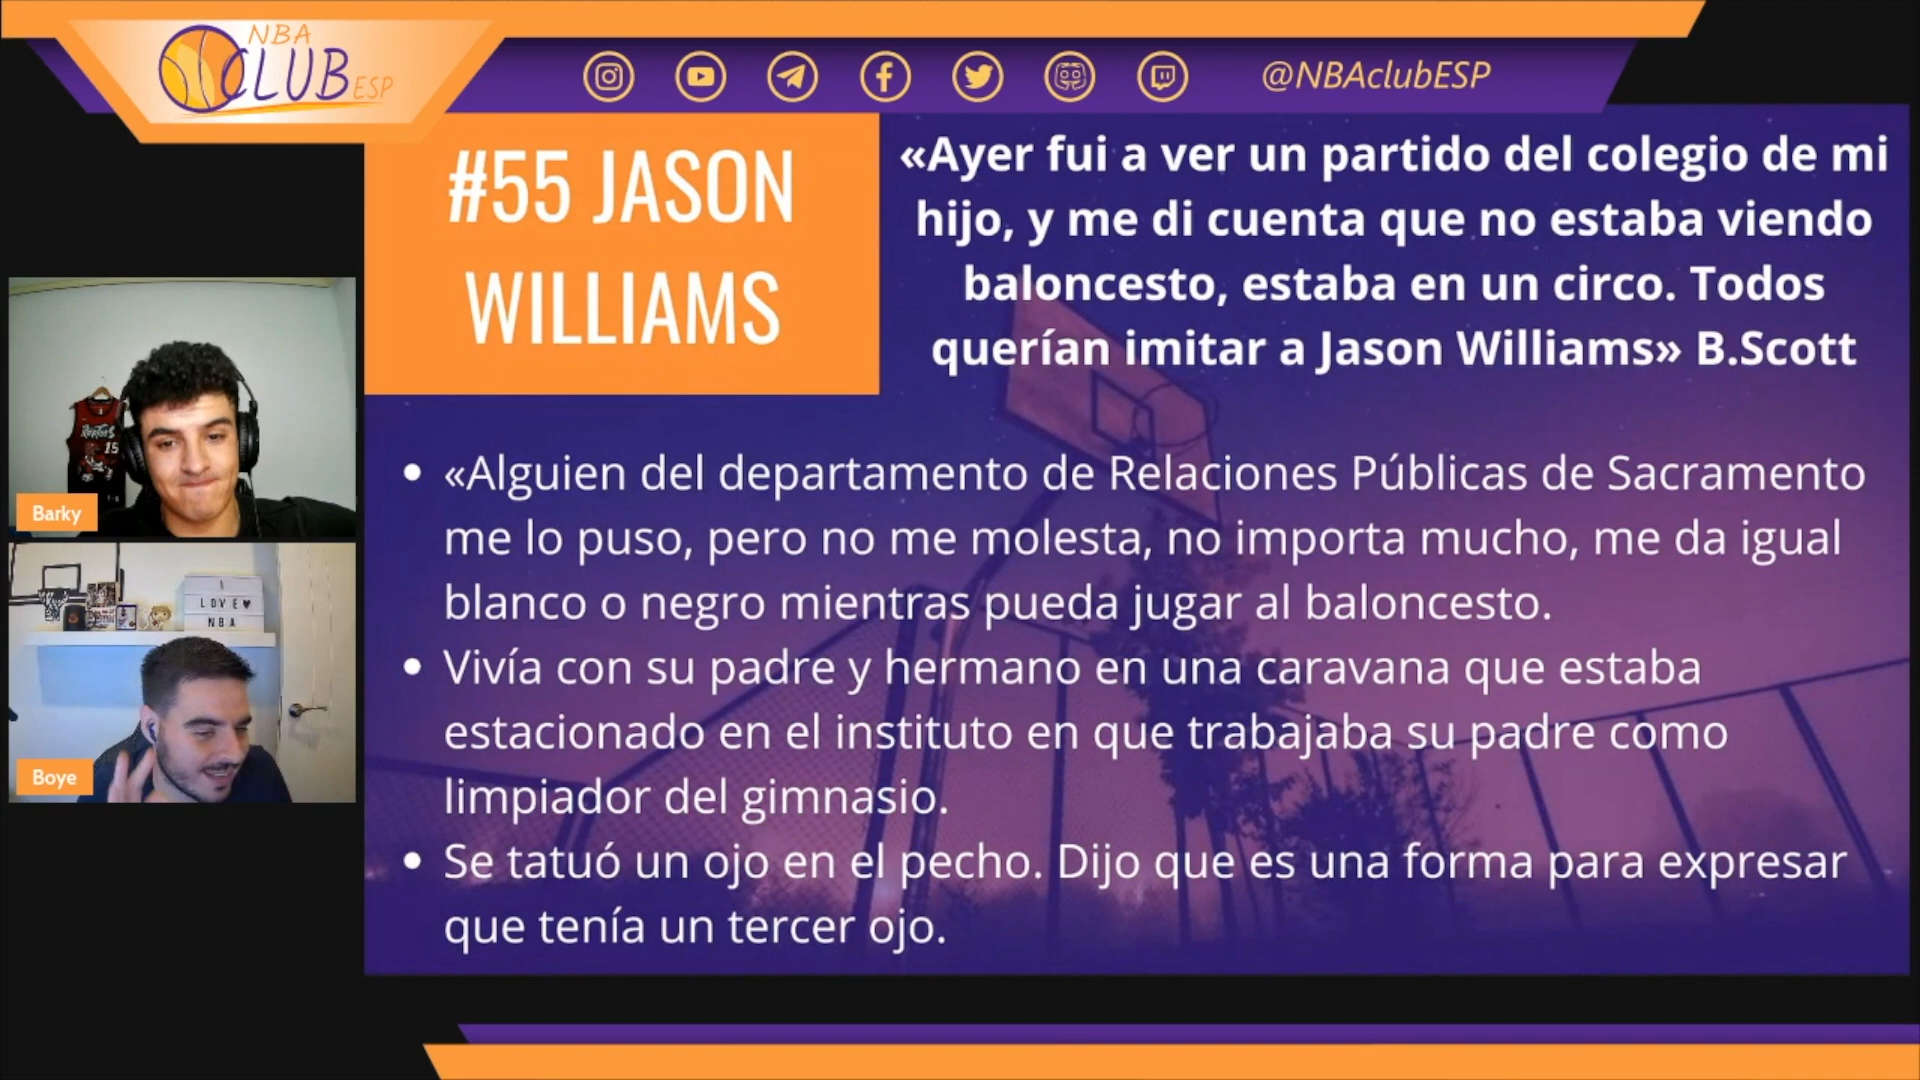 NBA
CLUB ESP
@NBAclubESP
#55 JASON
WILLIAMS
«Ayer fui a ver un partido del colegio de mi
hijo, y me di cuenta que no estaba viendo
baloncesto, estaba en un circo. Todos
querían imitar a Jason Williams» B.Scott
RAPTORS
15
Barky
I
LOVE♥
NBA
Boye
• «Alguien del departamento de Relaciones Públicas de Sacramento
me lo puso, pero no me molesta, no importa mucho, me da igual
blanco o negro mientras pueda jugar al baloncesto.
• Vivía con su padre y hermano en una caravana que estaba
estacionado en el instituto en que trabajaba su padre como
limpiador del gimnasio.
• Se tatuó un ojo en el pecho. Dijo que es una forma para expresar
que tenía un tercer ojo.